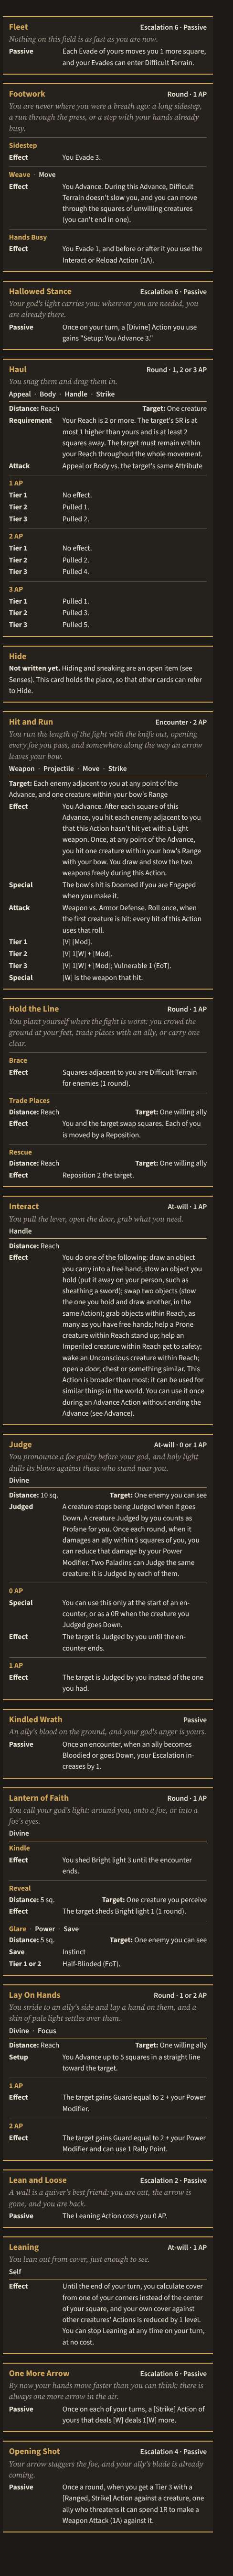 Fleet Escalation 6 · Passive
Nothing on this field is as fast as you are now.
Passive Each Evade of yours moves you 1 more square,
and your Evades can enter Difficult Terrain.
Footwork Round · 1 AP
You are never where you were a breath ago: a long sidestep,
a run through the press, or a step with your hands already
busy.
Sidestep
Effect You Evade 3.
Weave · Move
Effect You Advance. During this Advance, Difficult
Terrain doesn't slow you, and you can move
through the squares of unwilling creatures
(you can't end in one).
Hands Busy
Effect You Evade 1, and before or after it you use the
Interact or Reload Action (1A).
Hallowed Stance Escalation 6 · Passive
Your god's light carries you: wherever you are needed, you
are already there.
Passive Once on your turn, a [Divine] Action you use
gains "Setup: You Advance 3."
Haul Round · 1, 2 or 3 AP
You snag them and drag them in.
Appeal · Body · Handle · Strike
Distance: Reach Target: One creature
Requirement Your Reach is 2 or more. The target's SR is at
most 1 higher than yours and is at least 2
squares away. The target must remain within
your Reach throughout the whole movement.
Attack Appeal or Body vs. the target's same Attribute
1 AP
Tier 1 No effect.
Tier 2 Pulled 1.
Tier 3 Pulled 2.
2 AP
Tier 1 No effect.
Tier 2 Pulled 2.
Tier 3 Pulled 4.
3 AP
Tier 1 Pulled 1.
Tier 2 Pulled 3.
Tier 3 Pulled 5.
Hide
Not written yet. Hiding and sneaking are an open item (see
Senses). This card holds the place, so that other cards can refer
to Hide.
Hit and Run Encounter · 2 AP
You run the length of the fight with the knife out, opening
every foe you pass, and somewhere along the way an arrow
leaves your bow.
Weapon · Projectile · Move · Strike
Target: Each enemy adjacent to you at any point of the
Advance, and one creature within your bow's Range
Effect You Advance. After each square of this
Advance, you hit each enemy adjacent to you
that this Action hasn't hit yet with a Light
weapon. Once, at any point of the Advance,
you hit one creature within your bow's Range
with your bow. You draw and stow the two
weapons freely during this Action.
Special The bow's hit is Doomed if you are Engaged
when you make it.
Attack Weapon vs. Armor Defense. Roll once, when
the first creature is hit: every hit of this Action
uses that roll.
Tier 1 [V] [Mod].
Tier 2 [V] 1[W] + [Mod].
Tier 3 [V] 1[W] + [Mod]; Vulnerable 1 (EoT).
Special [W] is the weapon that hit.
Hold the Line Round · 1 AP
You plant yourself where the fight is worst: you crowd the
ground at your feet, trade places with an ally, or carry one
clear.
Brace
Effect Squares adjacent to you are Difficult Terrain
for enemies (1 round).
Trade Places
Distance: Reach Target: One willing ally
Effect You and the target swap squares. Each of you
is moved by a Reposition.
Rescue
Distance: Reach Target: One willing ally
Effect Reposition 2 the target.
Interact At-will · 1 AP
You pull the lever, open the door, grab what you need.
Handle
Distance: Reach
Effect You do one of the following: draw an object
you carry into a free hand; stow an object you
hold (put it away on your person, such as
sheathing a sword); swap two objects (stow
the one you hold and draw another, in the
same Action); grab objects within Reach, as
many as you have free hands; help a Prone
creature within Reach stand up; help an
Imperiled creature within Reach get to safety;
wake an Unconscious creature within Reach;
open a door, chest or something similar. This
Action is broader than most: it can be used for
similar things in the world. You can use it once
during an Advance Action without ending the
Advance (see Advance).
Judge At-will · 0 or 1 AP
You pronounce a foe guilty before your god, and holy light
dulls its blows against those who stand near you.
Divine
Distance: 10 sq. Target: One enemy you can see
Judged A creature stops being Judged when it goes
Down. A creature Judged by you counts as
Profane for you. Once each round, when it
damages an ally within 5 squares of you, you
can reduce that damage by your Power
Modifier. Two Paladins can Judge the same
creature: it is Judged by each of them.
0 AP
Special You can use this only at the start of an en-
counter, or as a 0R when the creature you
Judged goes Down.
Effect The target is Judged by you until the en-
counter ends.
1 AP
Effect The target is Judged by you instead of the one
you had.
Kindled Wrath Passive
An ally's blood on the ground, and your god's anger is yours.
Passive Once an encounter, when an ally becomes
Bloodied or goes Down, your Escalation in-
creases by 1.
Lantern of Faith Round · 1 AP
You call your god's light: around you, onto a foe, or into a
foe's eyes.
Divine
Kindle
Effect You shed Bright light 3 until the encounter
ends.
Reveal
Distance: 5 sq. Target: One creature you perceive
Effect The target sheds Bright light 1 (1 round).
Glare · Power · Save
Distance: 5 sq. Target: One enemy you can see
Save Instinct
Tier 1 or 2 Half-Blinded (EoT).
Lay On Hands Round · 1 or 2 AP
You stride to an ally's side and lay a hand on them, and a
skin of pale light settles over them.
Divine · Focus
Distance: Reach Target: One willing ally
Setup You Advance up to 5 squares in a straight line
toward the target.
1 AP
Effect The target gains Guard equal to 2 + your Power
Modifier.
2 AP
Effect The target gains Guard equal to 2 + your Power
Modifier and can use 1 Rally Point.
Lean and Loose Escalation 2 · Passive
A wall is a quiver's best friend: you are out, the arrow is
gone, and you are back.
Passive The Leaning Action costs you 0 AP.
Leaning At-will · 1 AP
You lean out from cover, just enough to see.
Self
Effect Until the end of your turn, you calculate cover
from one of your corners instead of the center
of your square, and your own cover against
other creatures' Actions is reduced by 1 level.
You can stop Leaning at any time on your turn,
at no cost.
One More Arrow Escalation 6 · Passive
By now your hands move faster than you can think: there is
always one more arrow in the air.
Passive Once on each of your turns, a [Strike] Action of
yours that deals [W] deals 1[W] more.
Opening Shot Escalation 4 · Passive
Your arrow staggers the foe, and your ally's blade is already
coming.
Passive Once a round, when you get a Tier 3 with a
[Ranged, Strike] Action against a creature, one
ally who threatens it can spend 1R to make a
Weapon Attack (1A) against it.